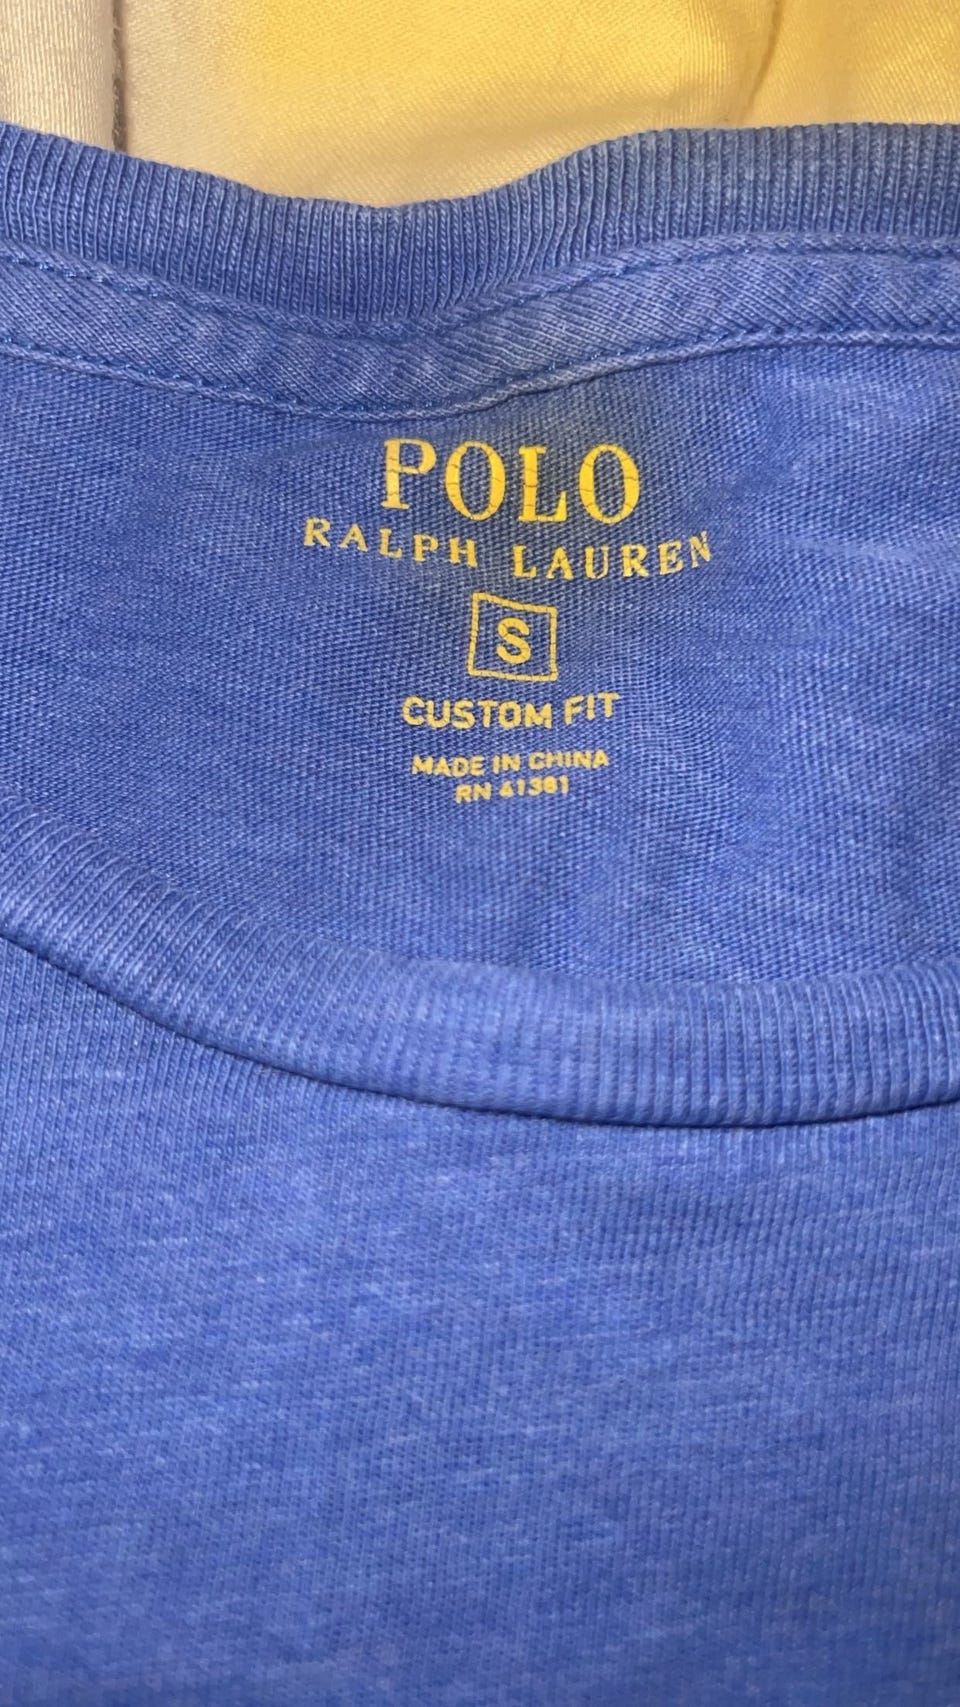 POLO
RALPH LAUREN
S
CUSTOM FIT
MADE IN CHINA
RN 41381